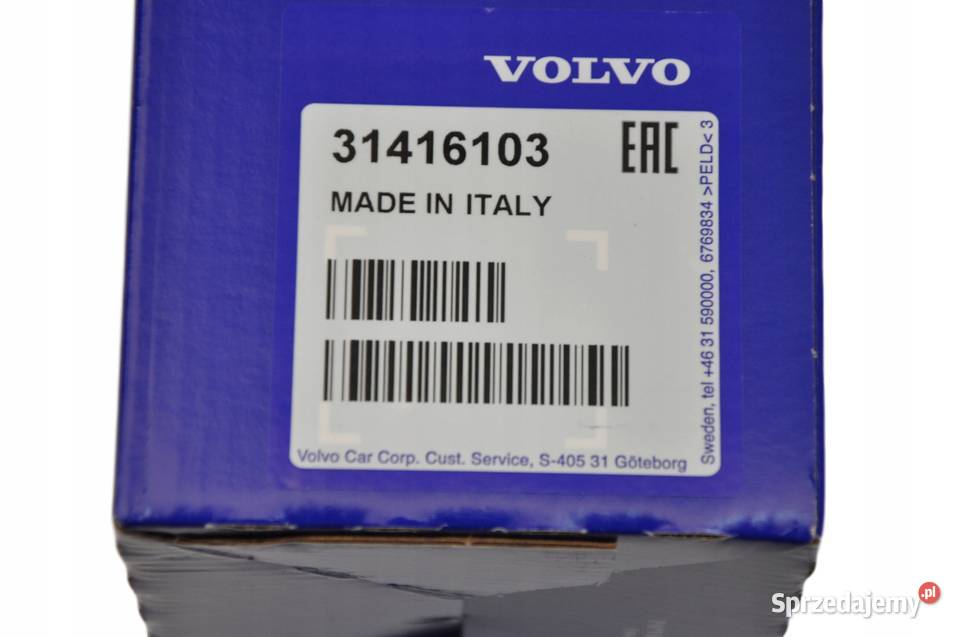 VOLVO
31416103
EAC
MADE IN ITALY
Volvo Car Corp. Cust. Service, S-405 31 Göteborg
Sweden, tel +46 31 590000, 6769834 >PELD< 3
Sprzedajemy.pl